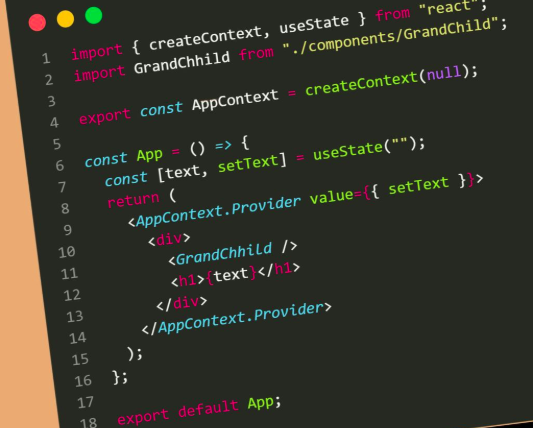 1 import { createContext, useState } from "react";
2 import GrandChhild from "./components/GrandChild";
3
4 export const AppContext = createContext(null);
5
6 const App = () => {
7 const [text, setText] = useState("");
8 return (
9 <AppContext.Provider value={{ setText }}>
10 <div>
11 <GrandChhild />
12 <h1>{text}</h1>
13 </div>
14 </AppContext.Provider>
15 );
16 };
17
18 export default App;